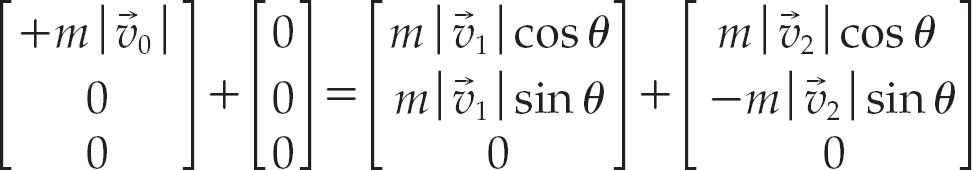 [+m|v⃗₀|] + [0] = [m|v⃗₁|cos θ] + [m|v⃗₂|cos θ]
[0] [0] [m|v⃗₁|sin θ] [−m|v⃗₂|sin θ]
[0] [0] [0] [0]